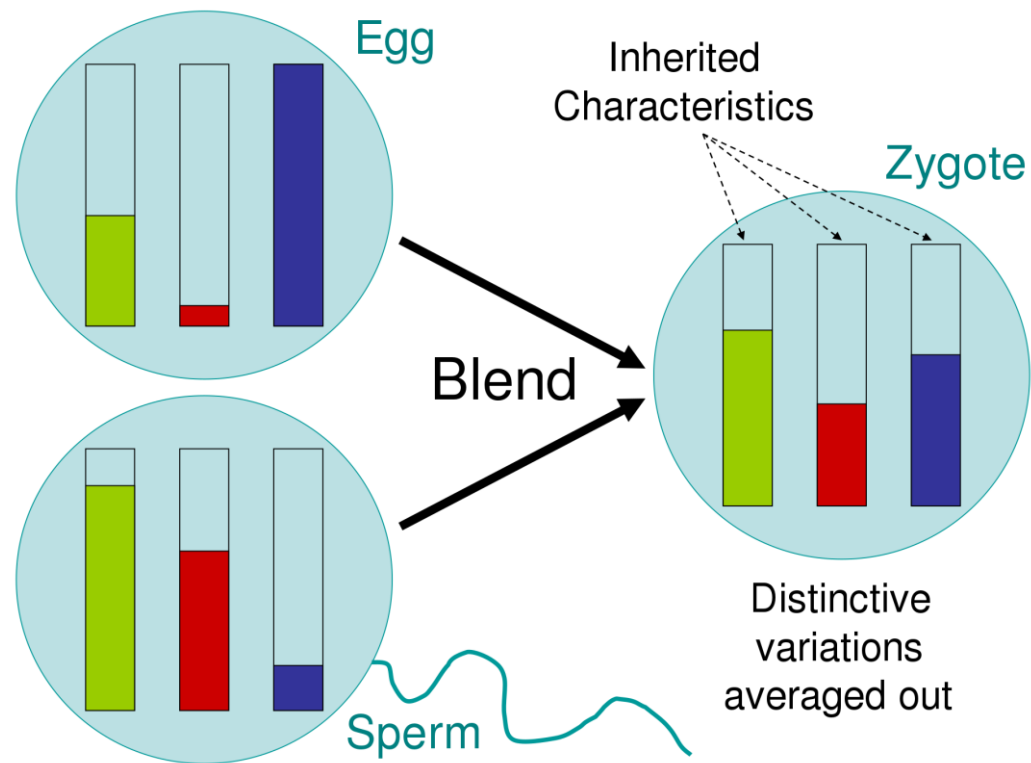 Egg
Inherited
Characteristics
Zygote
Blend
Sperm
Distinctive
variations
averaged out